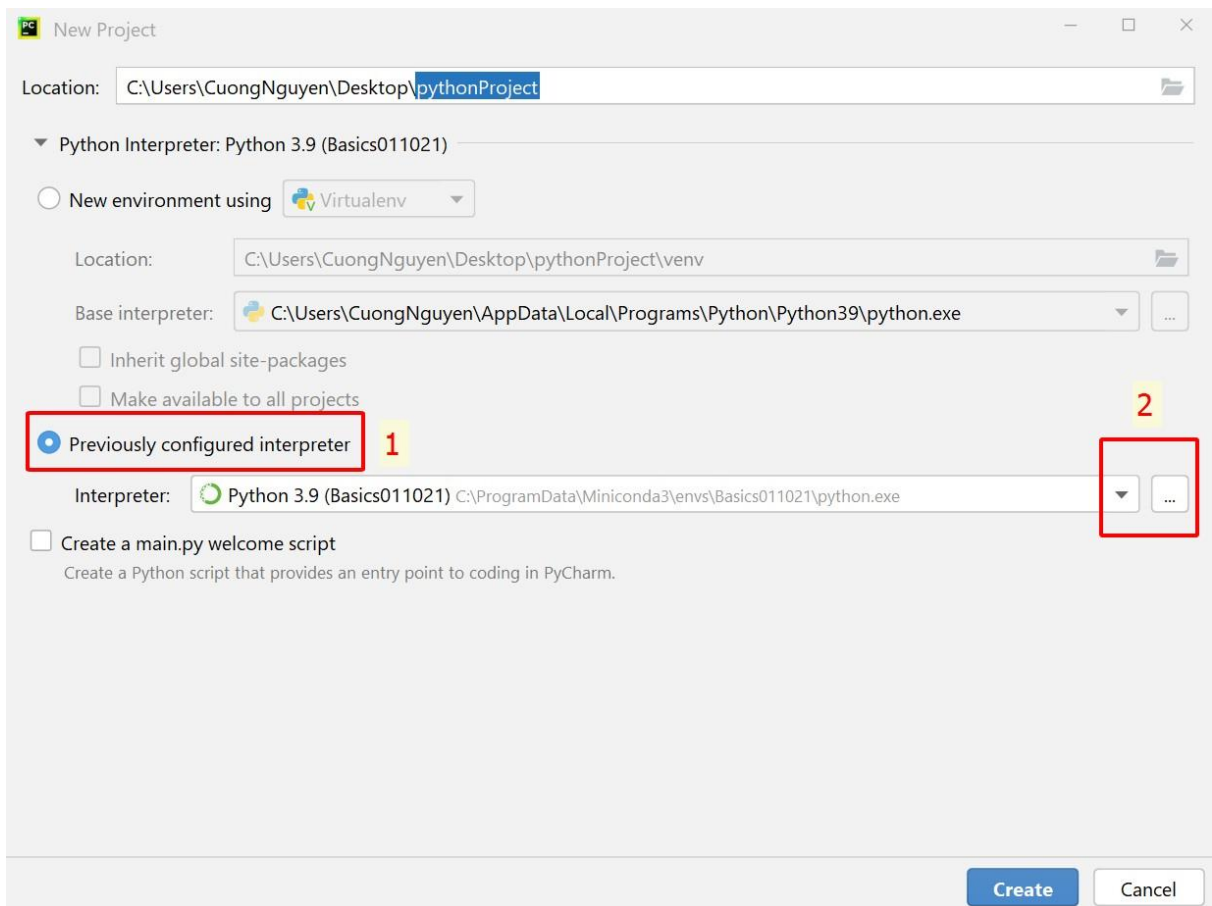 PC New Project
Location: C:\Users\CuongNguyen\Desktop\pythonProject
Python Interpreter: Python 3.9 (Basics011021)
New environment using Virtualenv
Location: C:\Users\CuongNguyen\Desktop\pythonProject\venv
Base interpreter: C:\Users\CuongNguyen\AppData\Local\Programs\Python\Python39\python.exe ...
Inherit global site-packages
Make available to all projects
2
Previously configured interpreter 1
Interpreter: Python 3.9 (Basics011021) C:\ProgramData\Miniconda3\envs\Basics011021\python.exe ...
Create a main.py welcome script
Create a Python script that provides an entry point to coding in PyCharm.
Create Cancel